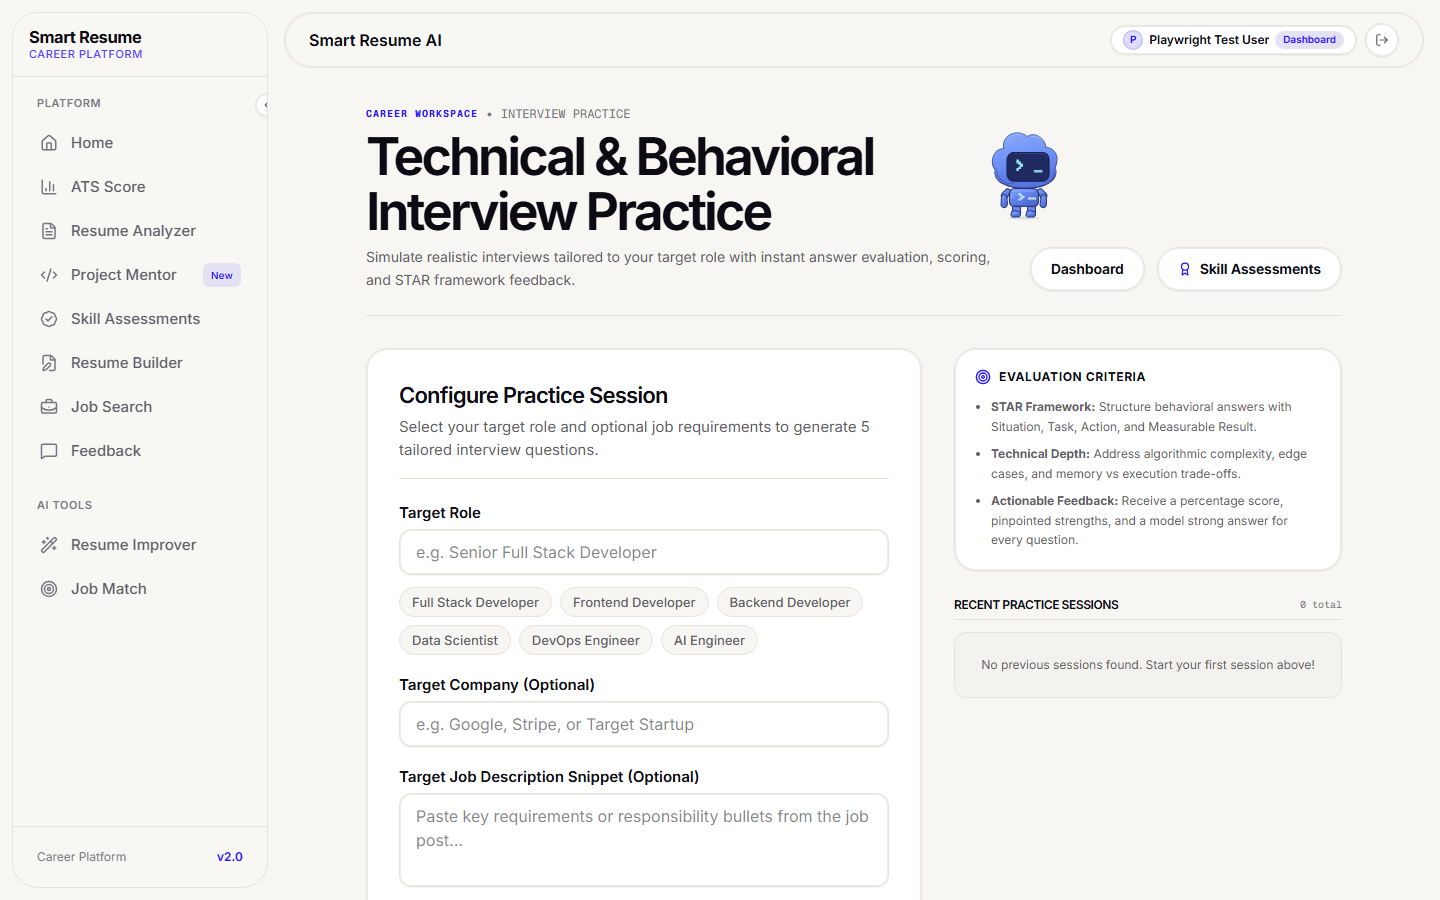 Smart Resume
CAREER PLATFORM
PLATFORM
Home
ATS Score
Resume Analyzer
Project Mentor
New
Skill Assessments
Resume Builder
Job Search
Feedback
AI TOOLS
Resume Improver
Job Match
Career Platform
v2.0
Smart Resume AI
P
Playwright Test User
Dashboard
CAREER WORKSPACE • INTERVIEW PRACTICE
Technical & Behavioral
Interview Practice
Simulate realistic interviews tailored to your target role with instant answer evaluation, scoring,
and STAR framework feedback.
Dashboard
Skill Assessments
Configure Practice Session
Select your target role and optional job requirements to generate 5
tailored interview questions.
Target Role
e.g. Senior Full Stack Developer
Full Stack Developer
Frontend Developer
Backend Developer
Data Scientist
DevOps Engineer
AI Engineer
Target Company (Optional)
e.g. Google, Stripe, or Target Startup
Target Job Description Snippet (Optional)
Paste key requirements or responsibility bullets from the job
post...
EVALUATION CRITERIA
• STAR Framework: Structure behavioral answers with
Situation, Task, Action, and Measurable Result.
• Technical Depth: Address algorithmic complexity, edge
cases, and memory vs execution trade-offs.
• Actionable Feedback: Receive a percentage score,
pinpointed strengths, and a model strong answer for
every question.
RECENT PRACTICE SESSIONS
0 total
No previous sessions found. Start your first session above!